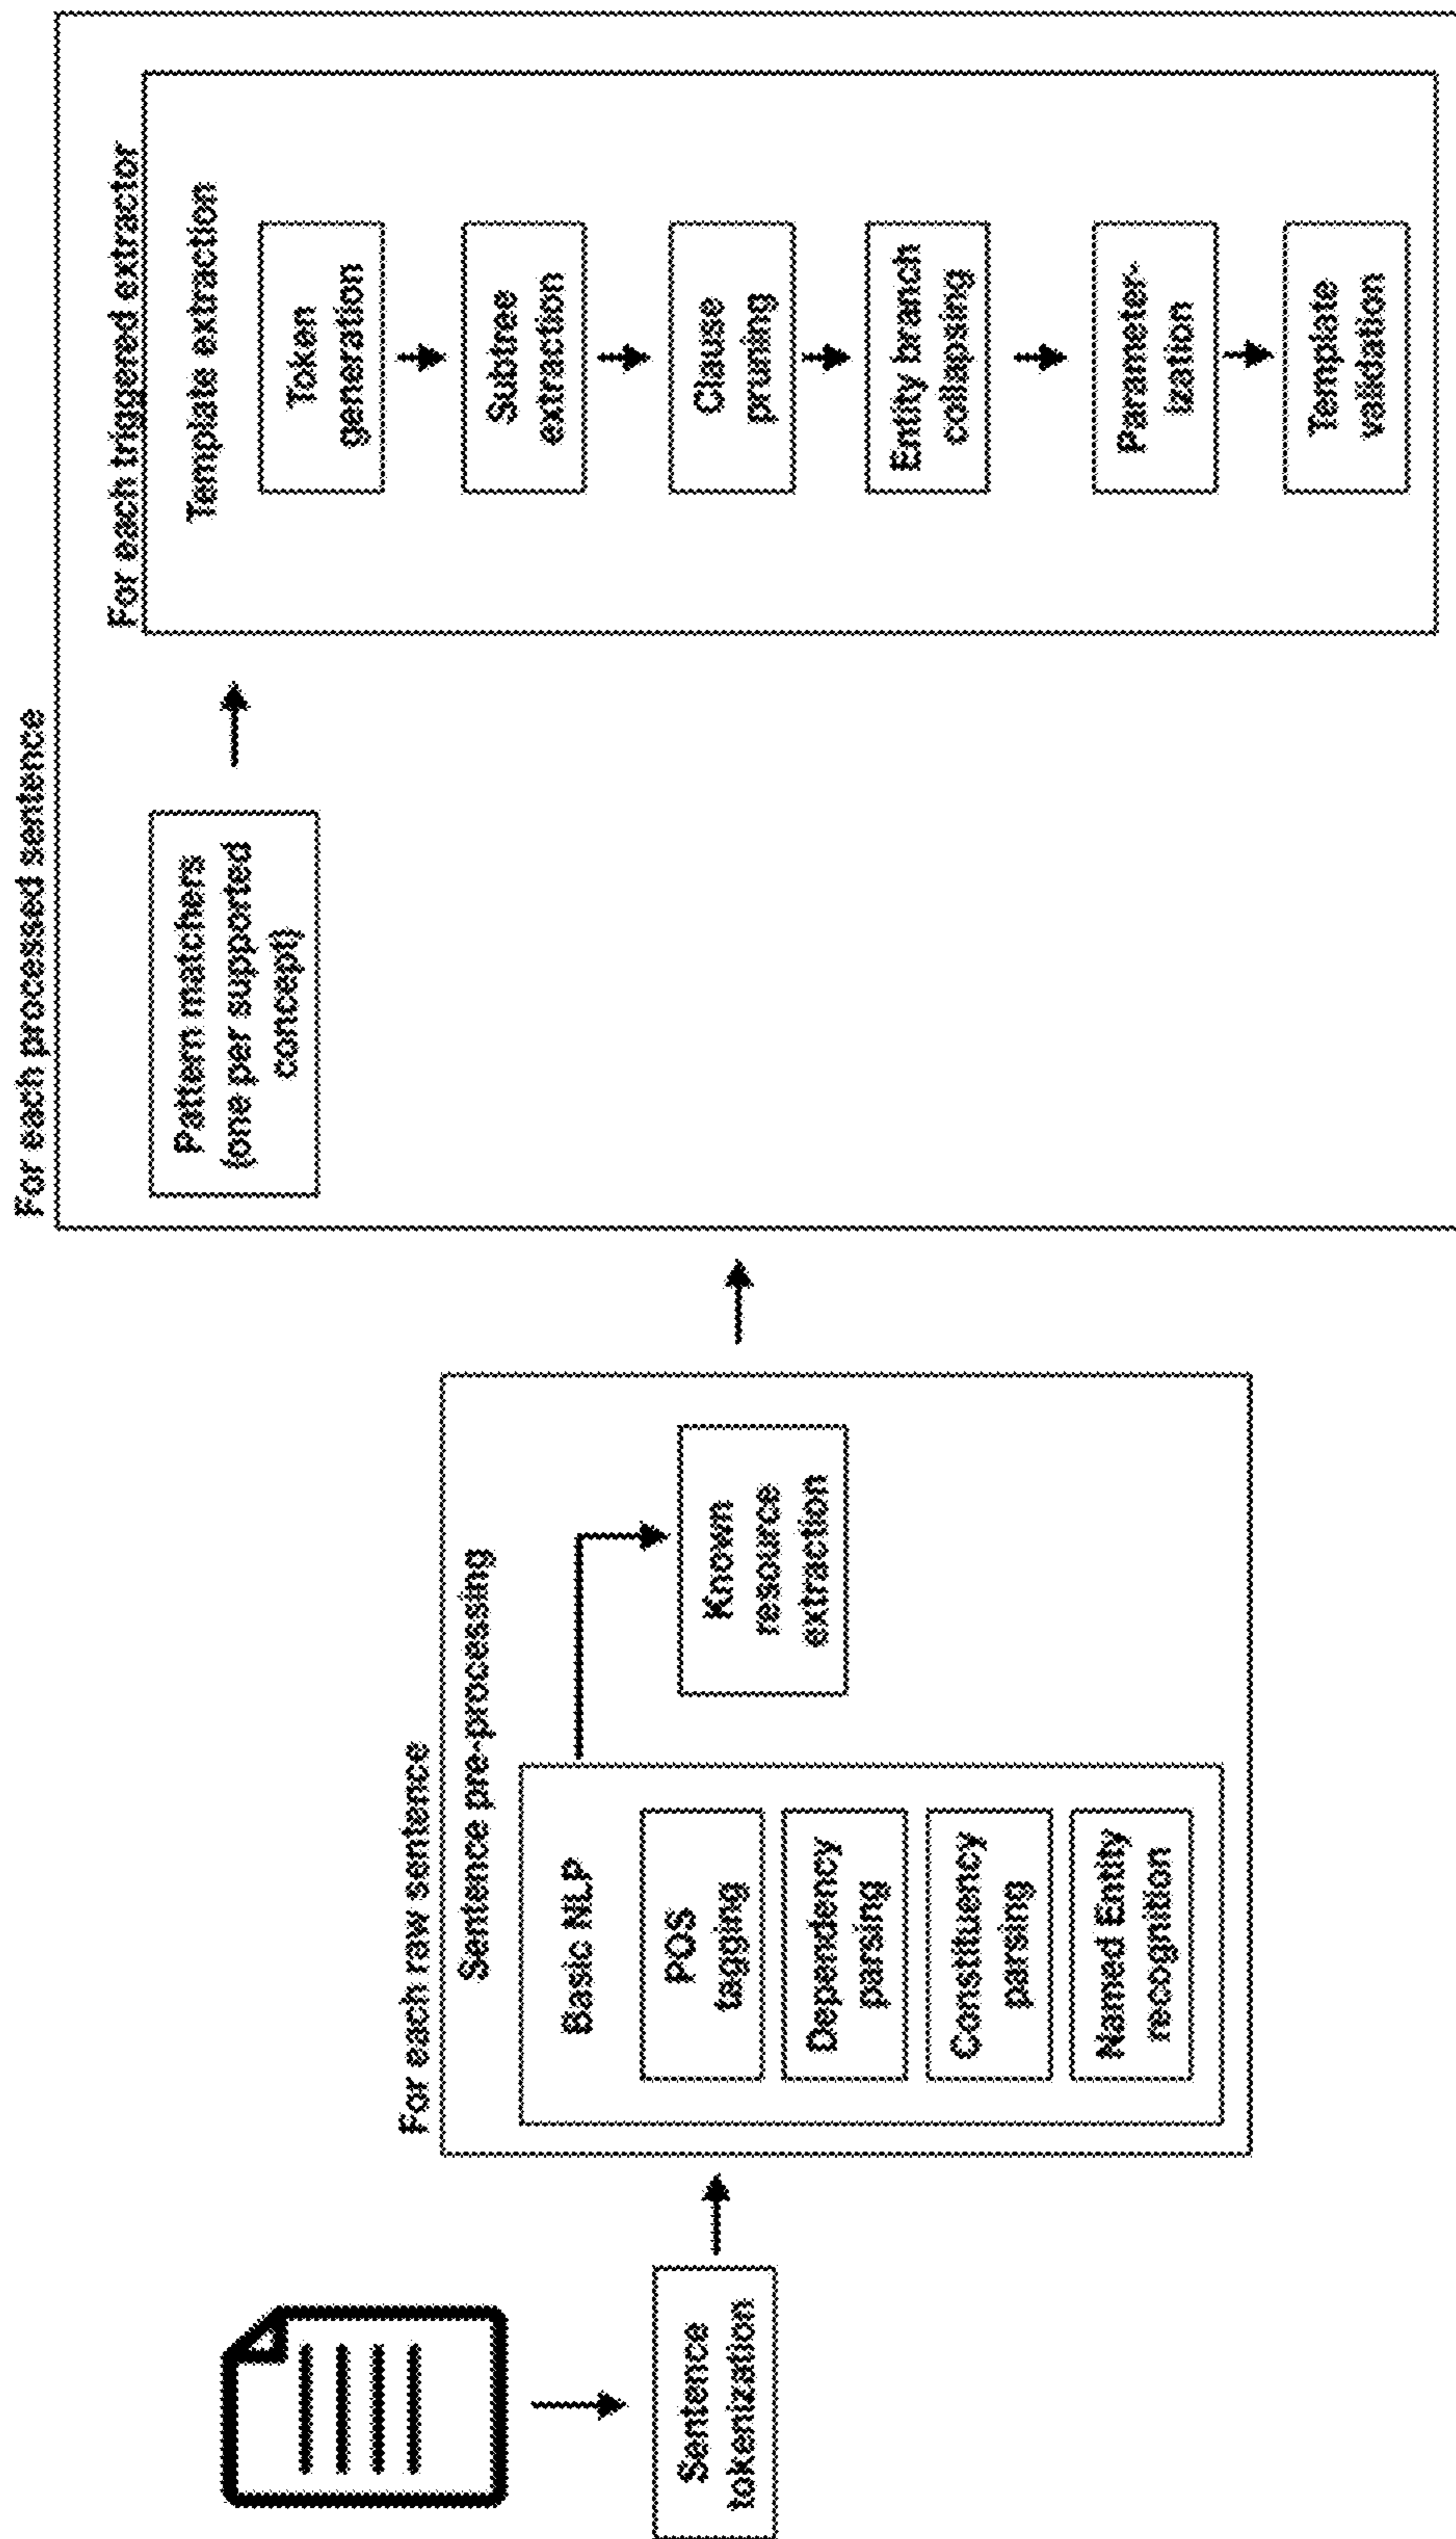 Sentence
tokenization
For each raw sentence
Sentence pre-processing
Basic NLP
POS
tagging
Dependency
parsing
Constituency
parsing
Named Entity
recognition
Known
resource
extraction
For each processed sentence
Pattern matchers
(one per supported
concept)
For each triggered extractor
Template extraction
Token
generation
Subtree
extraction
Clause
pruning
Entity branch
collapsing
Parameter-
ization
Template
validation